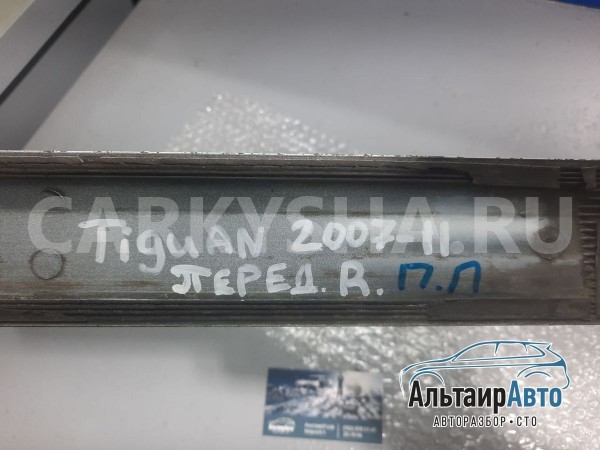 CARKYSHA.RU
TiguAN 2007-11
ПЕРЕД. R. П.П
АльтаирАвто
АВТОРАЗБОР•СТО